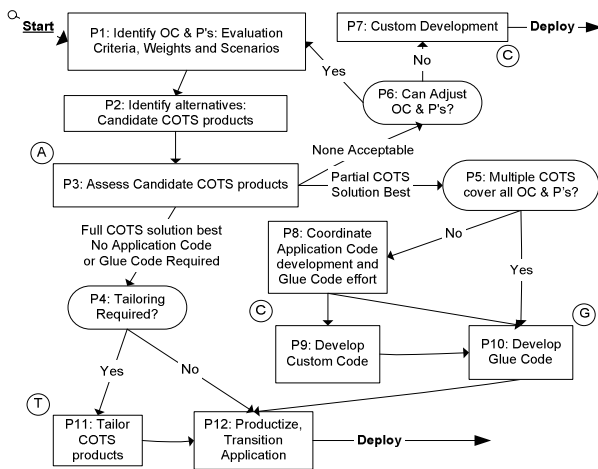 Start
P1: Identify OC & P's: Evaluation
Criteria, Weights and Scenarios
P7: Custom Development
Deploy
C
No
Yes
P6: Can Adjust
OC & P's?
P2: Identify alternatives:
Candidate COTS products
A
None Acceptable
P3: Assess Candidate COTS products
Partial COTS
Solution Best
P5: Multiple COTS
cover all OC & P's?
Full COTS solution best
No Application Code
or Glue Code Required
No
P8: Coordinate
Application Code
development and
Glue Code effort
Yes
P4: Tailoring
Required?
C
G
P9: Develop
Custom Code
P10: Develop
Glue Code
Yes
No
T
P11: Tailor
COTS
products
P12: Productize,
Transition
Application
Deploy